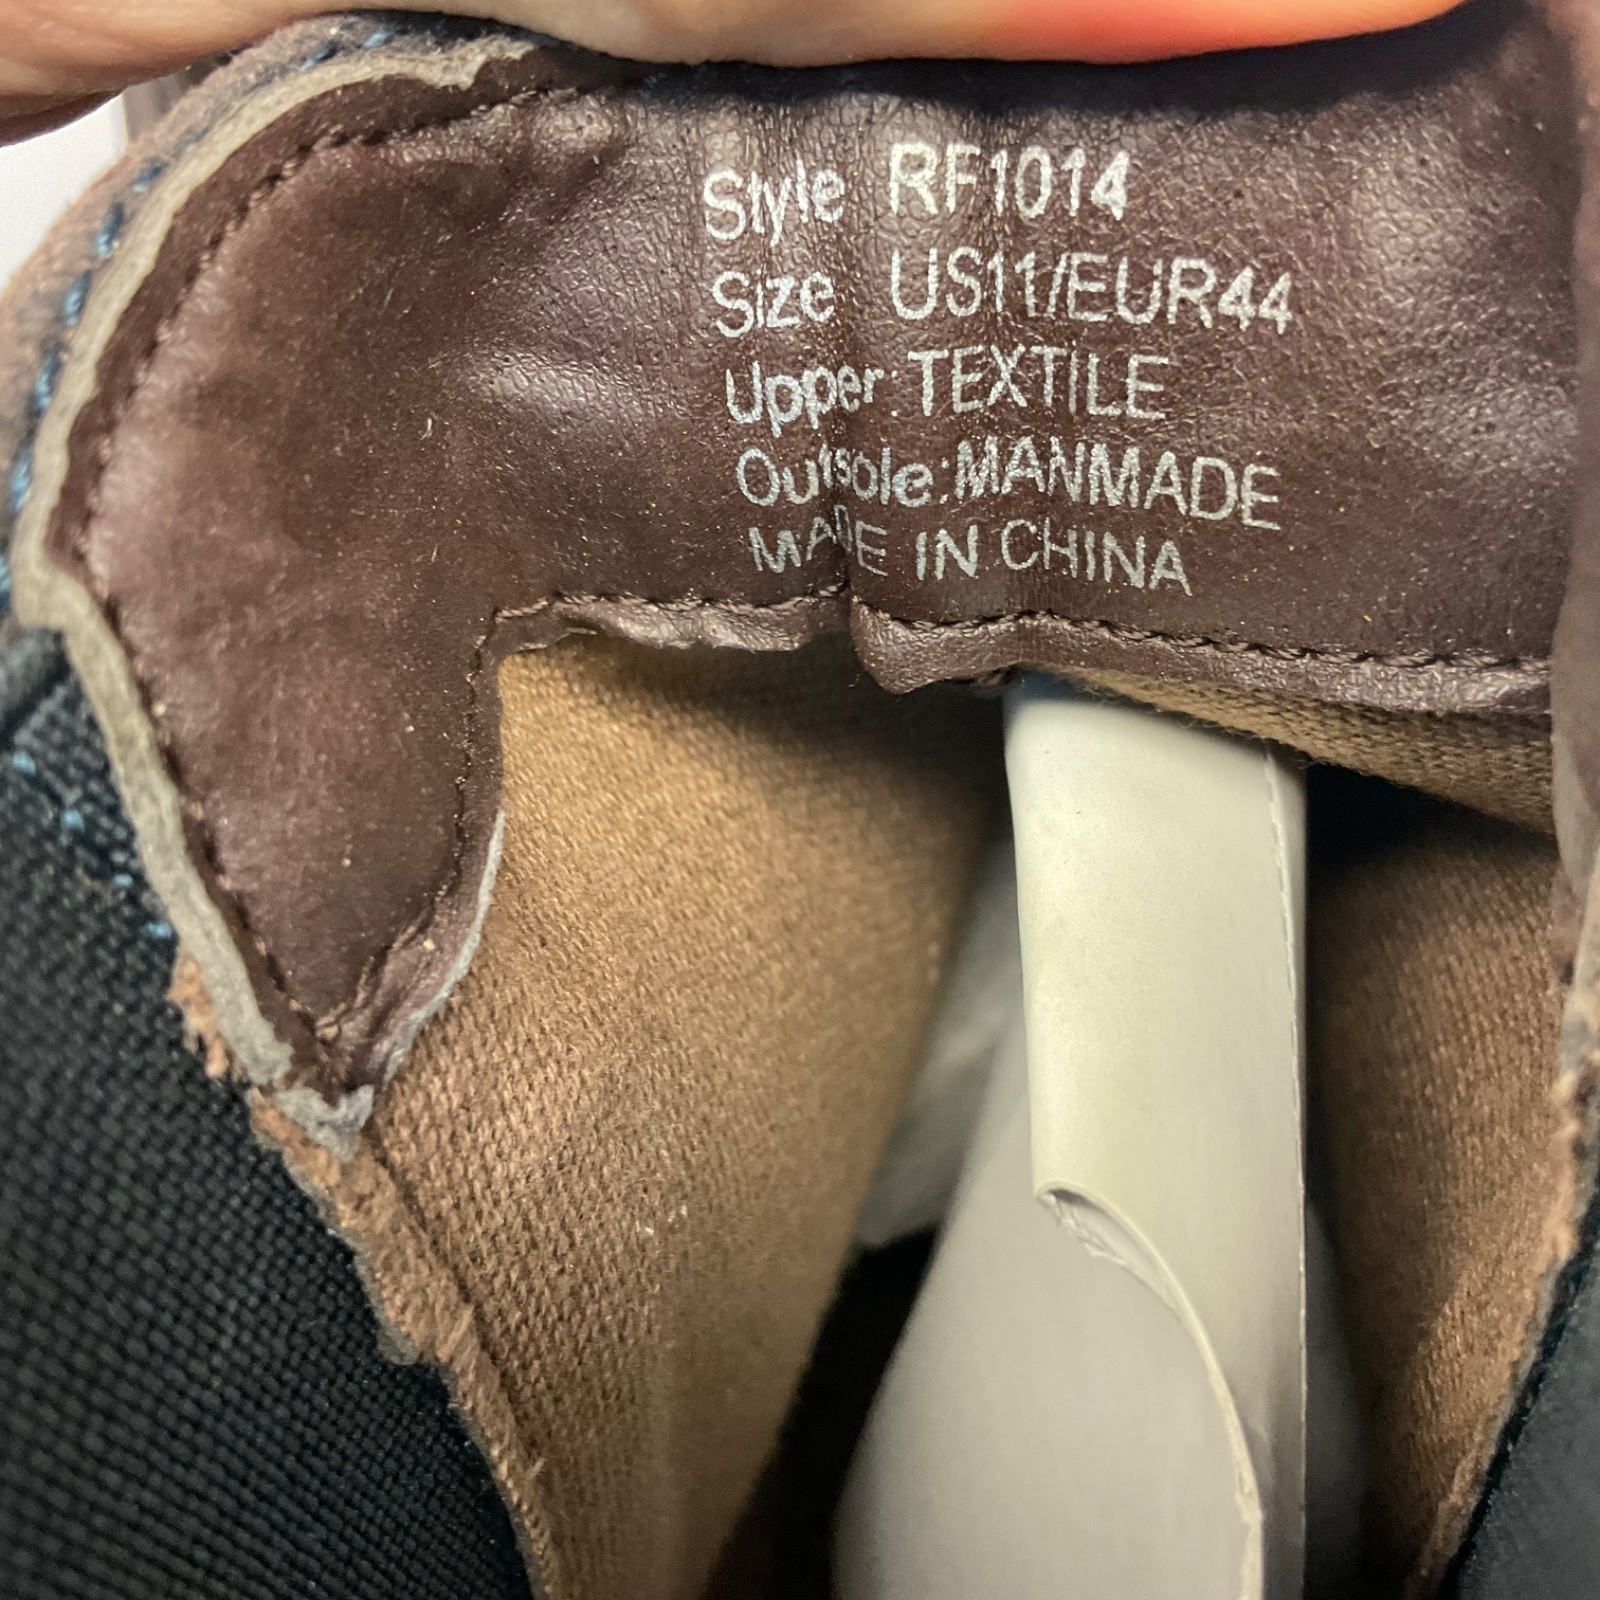 Style RF1014
Size US11/EUR44
Upper:TEXTILE
Outsole:MANMADE
MADE IN CHINA